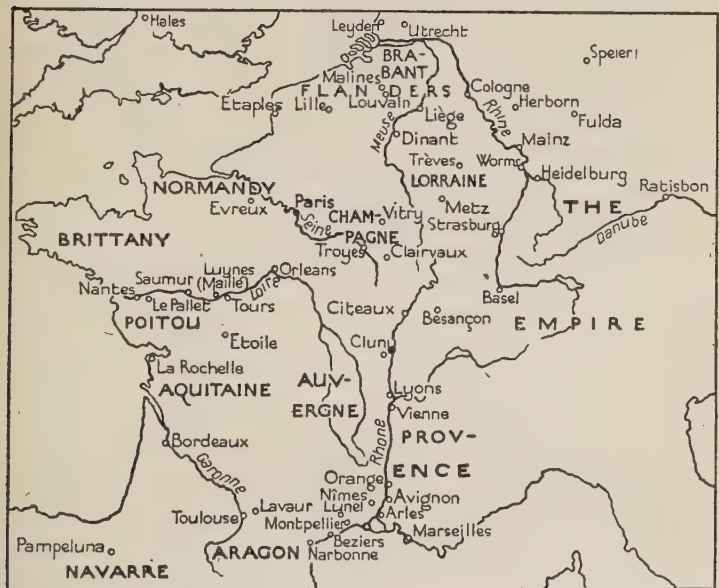 Hales
Leyden
Utrecht
Speier
BRA-
BANT
Malines
FLANDERS
Cologne
Etaples
Lille
Louvain
Rhine
Herborn
Liège
Fulda
Meuse
Dinant
Mainz
Trèves
Worms
Heidelburg
LORRAINE
NORMANDY
Ratisbon
Evreux
Paris
Seine
CHAM-
PAGNE
Vitry
Metz
THE
Strasburg
Danube
BRITTANY
Troyes
Clairvaux
Luynes
(Maillé)
Orleans
Saumur
Loire
Nantes
Le Pallet
Tours
Basel
POITOU
Citeaux
Besançon
EMPIRE
Etoile
Cluny
La Rochelle
AQUITAINE
AUV-
ERGNE
Lyons
Vienne
Bordeaux
PROV-
ENCE
Rhone
Garonne
Orange
Nîmes
Avignon
Lavaur
Lunel
Toulouse
Montpellier
Arles
Marseilles
Beziers
Pampeluna
ARAGON
Narbonne
NAVARRE